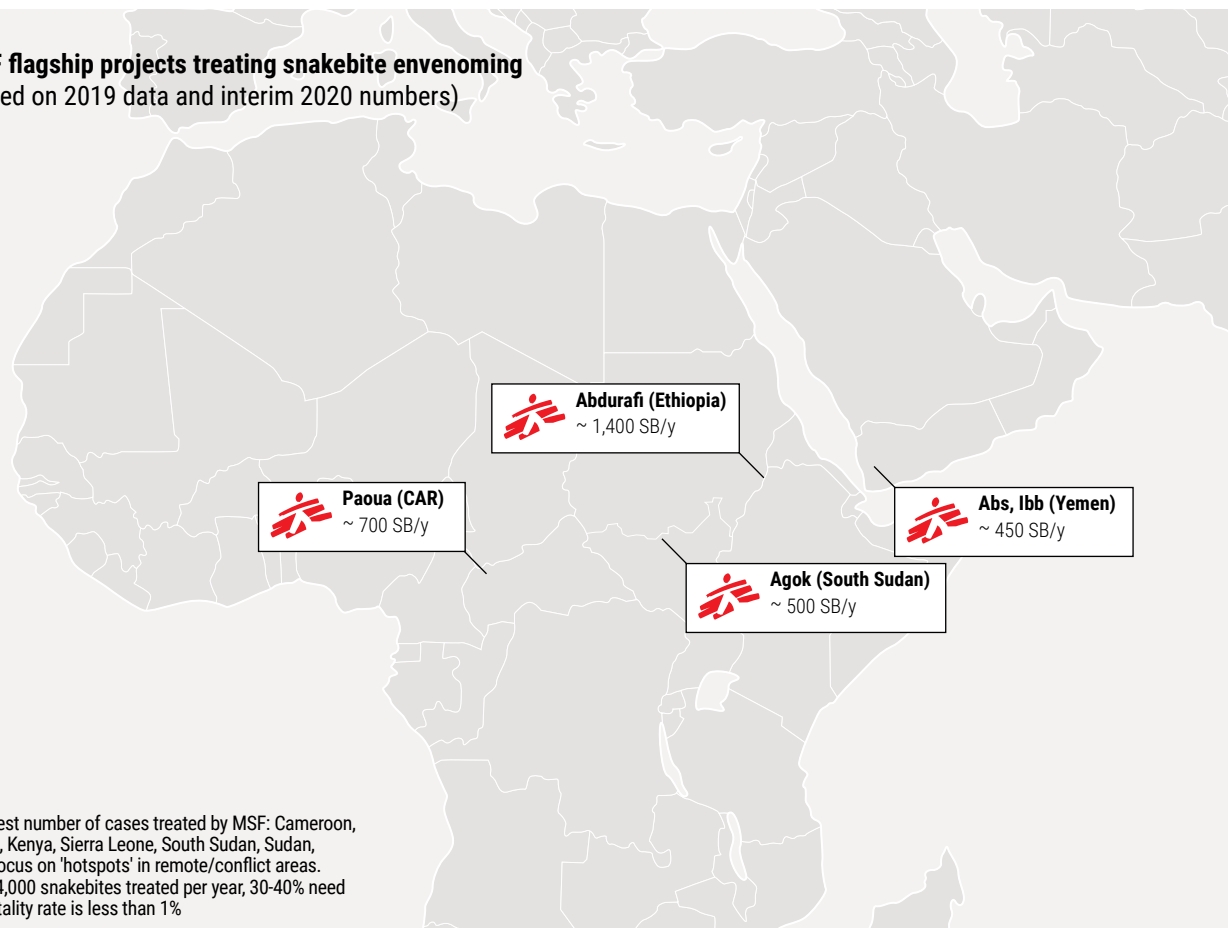 flagship projects treating snakebite envenoming
ed on 2019 data and interim 2020 numbers)
Abdurafi (Ethiopia)
~ 1,400 SB/y
Paoua (CAR)
~ 700 SB/y
Abs, Ibb (Yemen)
~ 450 SB/y
Agok (South Sudan)
~ 500 SB/y
est number of cases treated by MSF: Cameroon,
, Kenya, Sierra Leone, South Sudan, Sudan,
ocus on 'hotspots' in remote/conflict areas.
4,000 snakebites treated per year, 30-40% need
tality rate is less than 1%